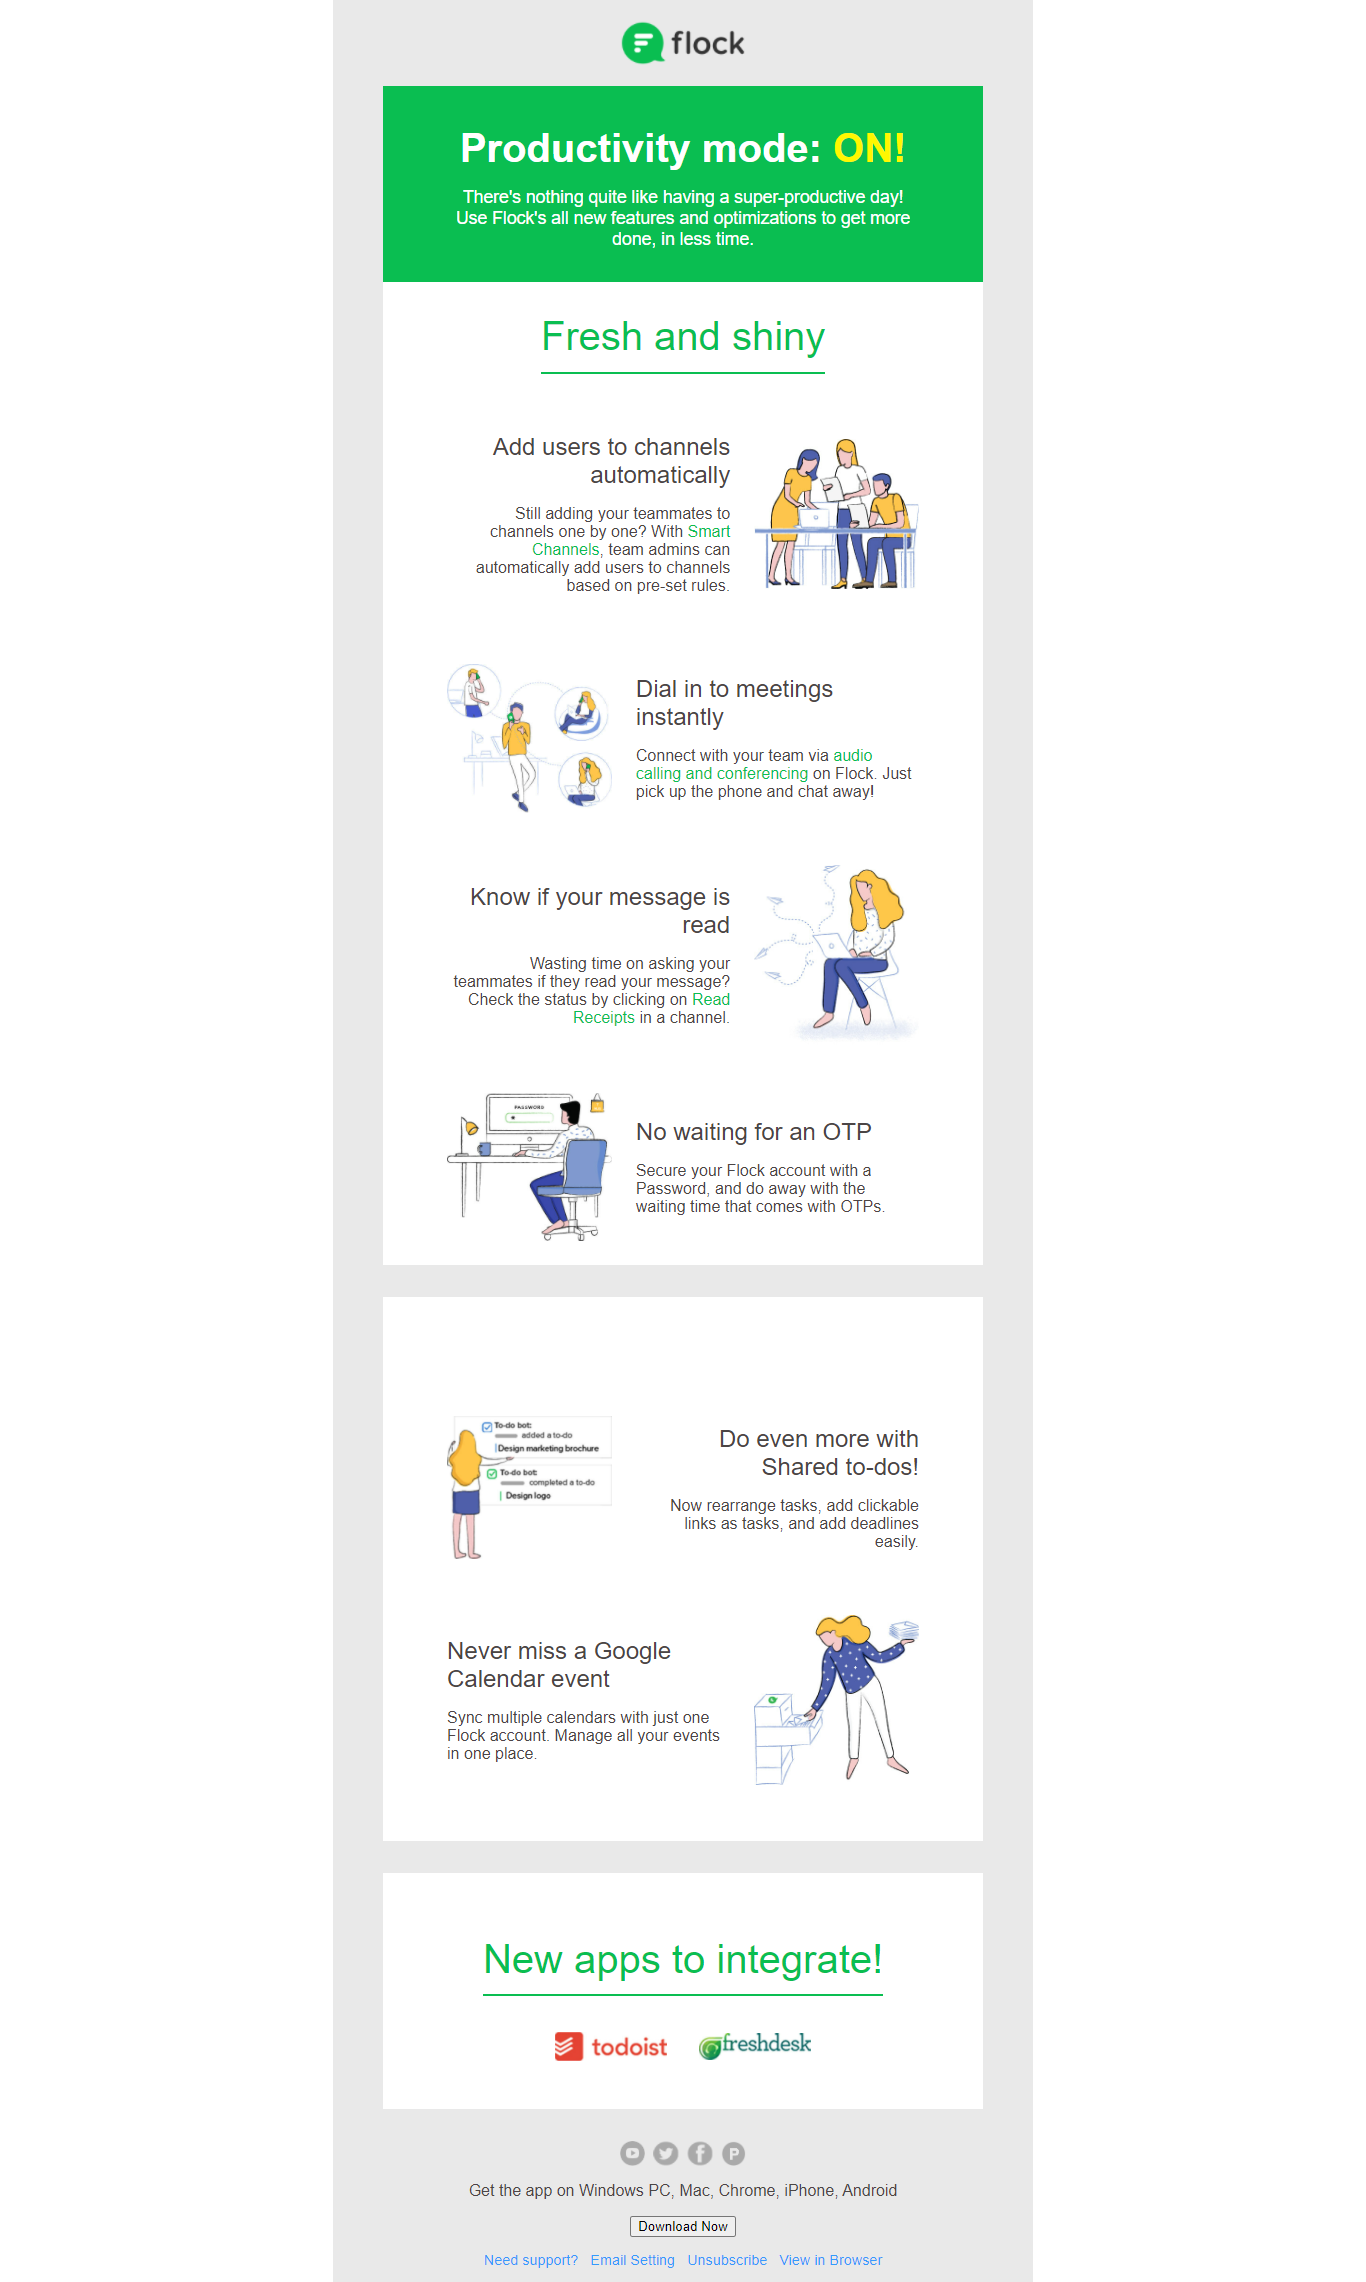 flock
Productivity mode: ON!
There's nothing quite like having a super-productive day!
Use Flock's all new features and optimizations to get more
done, in less time.
Fresh and shiny
Add users to channels
automatically
Still adding your teammates to
channels one by one? With Smart
Channels, team admins can
automatically add users to channels
based on pre-set rules.
Dial in to meetings
instantly
Connect with your team via audio
calling and conferencing on Flock. Just
pick up the phone and chat away!
Know if your message is
read
Wasting time on asking your
teammates if they read your message?
Check the status by clicking on Read
Receipts in a channel.
PASSWORD
No waiting for an OTP
Secure your Flock account with a
Password, and do away with the
waiting time that comes with OTPs.
To-do bot:
added a to-do
Design marketing brochure
To-do bot:
completed a to-do
Design logo
Do even more with
Shared to-dos!
Now rearrange tasks, add clickable
links as tasks, and add deadlines
easily.
Never miss a Google
Calendar event
Sync multiple calendars with just one
Flock account. Manage all your events
in one place.
New apps to integrate!
todoist freshdesk
Get the app on Windows PC, Mac, Chrome, iPhone, Android
Download Now
Need support? Email Setting Unsubscribe View in Browser